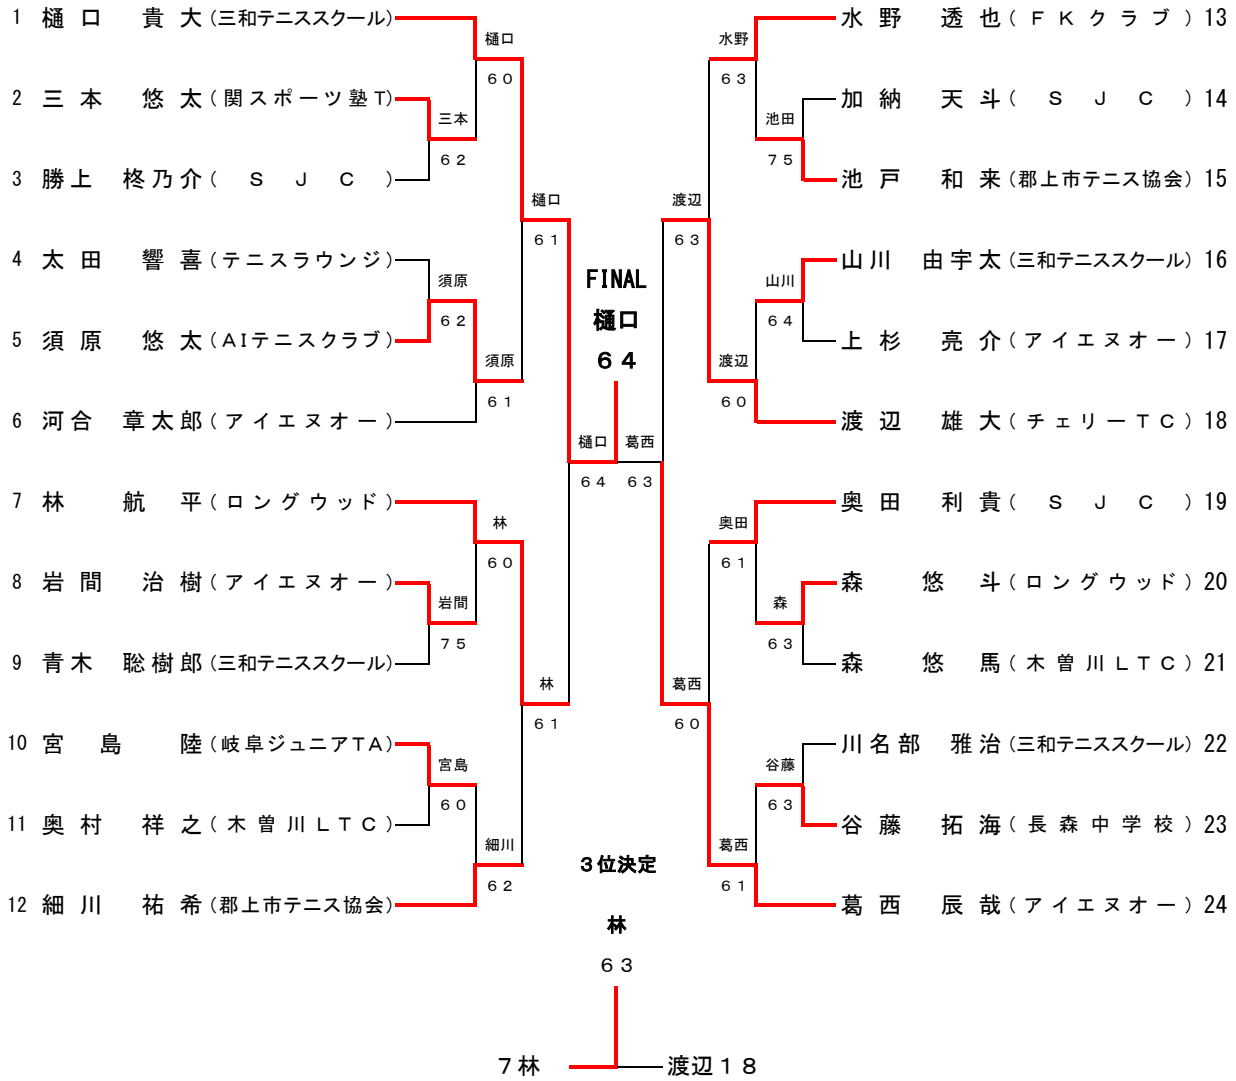 1 樋口 貴大 (三和テニススクール)
樋口
60
2 三本 悠太 (関スポーツ塾T)
三本
62
3 勝上 柊乃介 (SJC)
樋口
61
4 太田 響喜 (テニスラウンジ)
須原
62
5 須原 悠太 (AIテニスクラブ)
須原
61
6 河合 章太郎 (アイエヌオー)
樋口
64
7 林 航平 (ロングウッド)
林
60
8 岩間 治樹 (アイエヌオー)
岩間
75
9 青木 聡樹郎 (三和テニススクール)
林
61
10 宮島 陸 (岐阜ジュニアTA)
宮島
60
11 奥村 祥之 (木曽川LTC)
細川
62
12 細川 祐希 (郡上市テニス協会)
FINAL
樋口
64
水野 透也 (FKクラブ) 13
水野
63
加納 天斗 (SJC) 14
池田
75
池戸 和来 (郡上市テニス協会) 15
渡辺
63
山川 由宇太 (三和テニススクール) 16
山川
64
上杉 亮介 (アイエヌオー) 17
渡辺
60
渡辺 雄大 (チェリーTC) 18
葛西
63
奥田 利貴 (SJC) 19
奥田
61
森 悠斗 (ロングウッド) 20
森
63
森 悠馬 (木曽川LTC) 21
葛西
60
川名部 雅治 (三和テニススクール) 22
谷藤
63
谷藤 拓海 (長森中学校) 23
葛西
61
葛西 辰哉 (アイエヌオー) 24
3位決定
林
63
7林 渡辺18